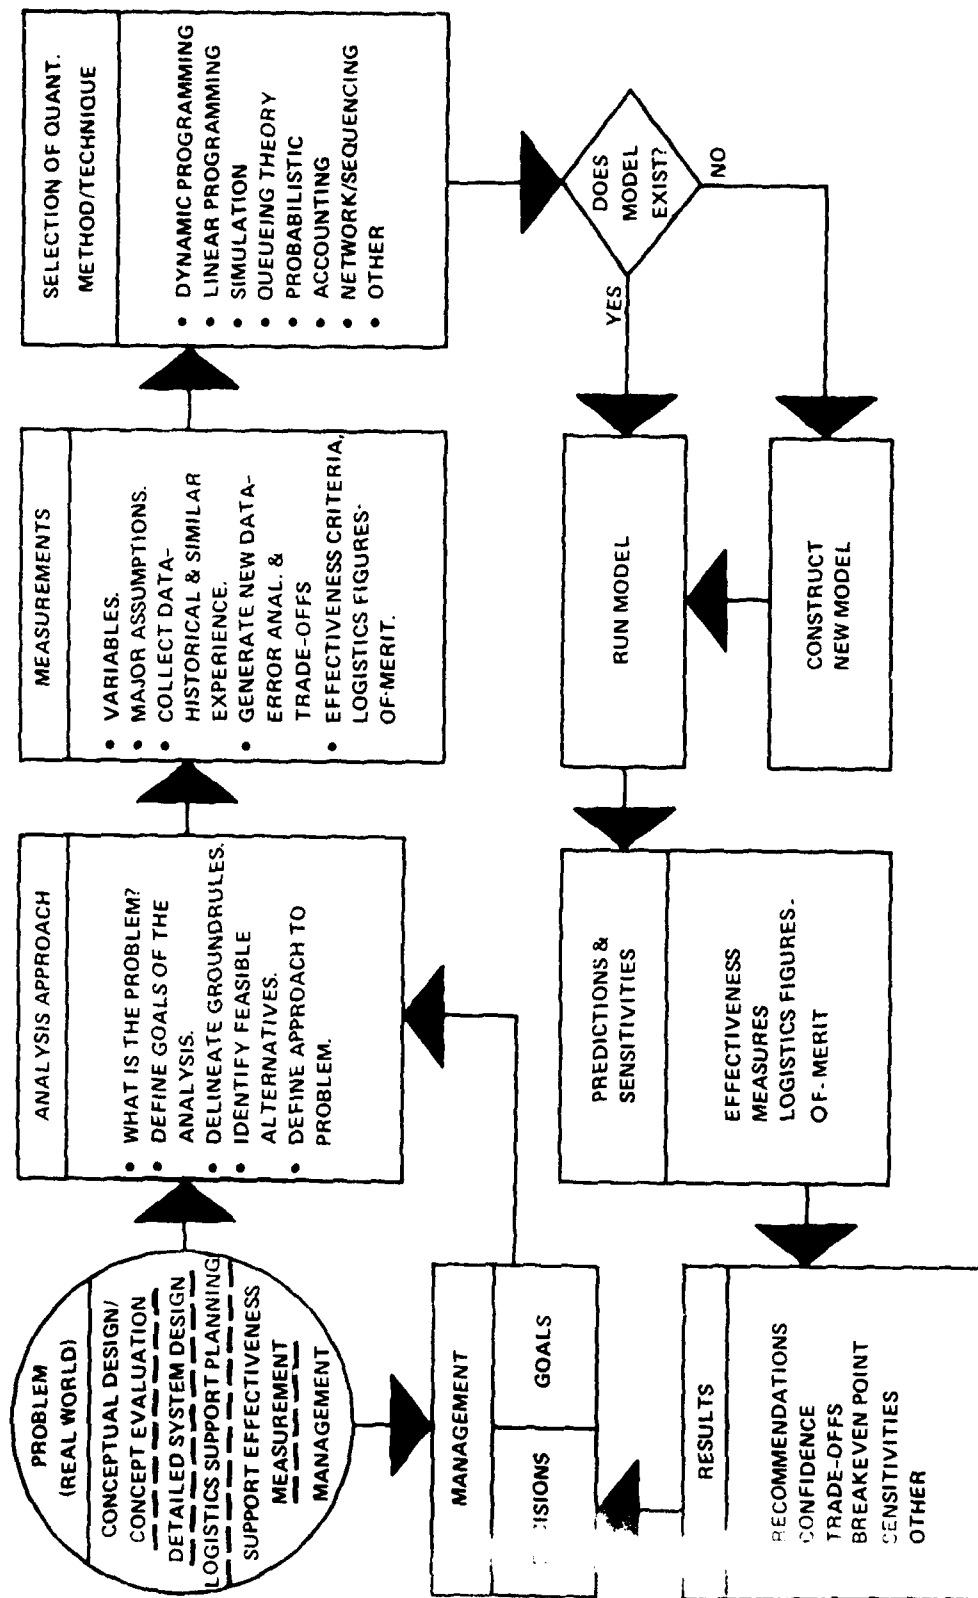 PROBLEM
(REAL WORLD)
CONCEPTUAL DESIGN/
CONCEPT EVALUATION
DETAILED SYSTEM DESIGN
LOGISTICS SUPPORT PLANNING
SUPPORT EFFECTIVENESS
MEASUREMENT
MANAGEMENT
ANALYSIS APPROACH
• WHAT IS THE PROBLEM?
• DEFINE GOALS OF THE
ANALYSIS.
• DELINEATE GROUNDRULES.
• IDENTIFY FEASIBLE
ALTERNATIVES.
• DEFINE APPROACH TO
PROBLEM.
MEASUREMENTS
• VARIABLES.
• MAJOR ASSUMPTIONS.
• COLLECT DATA-
HISTORICAL & SIMILAR
EXPERIENCE.
• GENERATE NEW DATA-
ERROR ANAL. &
TRADE-OFFS
• EFFECTIVENESS CRITERIA,
LOGISTICS FIGURES-
OF-MERIT.
SELECTION OF QUANT.
METHOD/TECHNIQUE
• DYNAMIC PROGRAMMING
• LINEAR PROGRAMMING
• SIMULATION
• QUEUEING THEORY
• PROBABILISTIC
• ACCOUNTING
• NETWORK/SEQUENCING
• OTHER
DOES
MODEL
EXIST?
YES
NO
RUN MODEL
CONSTRUCT
NEW MODEL
PREDICTIONS &
SENSITIVITIES
EFFECTIVENESS
MEASURES
LOGISTICS FIGURES-
OF-MERIT
RESULTS
RECOMMENDATIONS
CONFIDENCE
TRADE-OFFS
BREAKEVEN POINT
SENSITIVITIES
OTHER
MANAGEMENT
GOALS